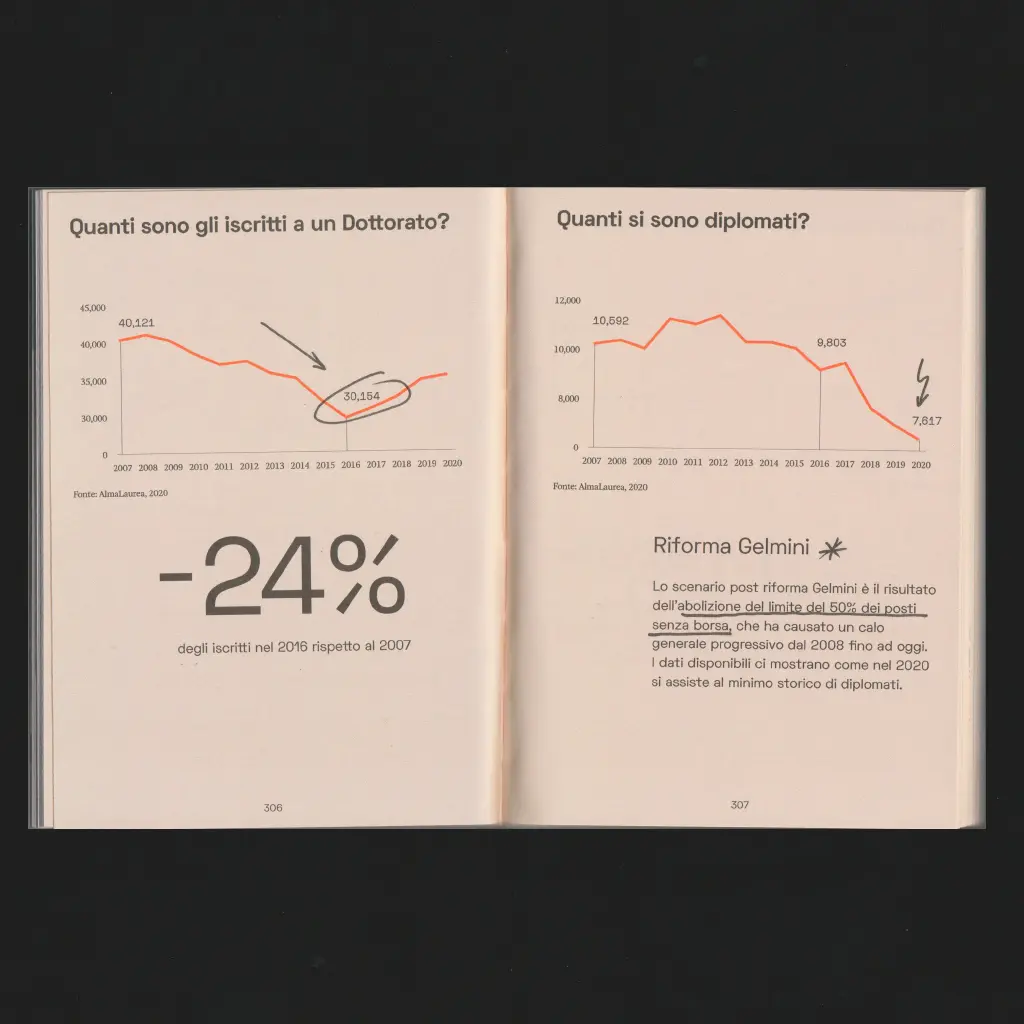 Quanti sono gli iscritti a un Dottorato?
45,000
40,121
40,000
35,000
30,154
30,000
0
2007 2008 2009 2010 2011 2012 2013 2014 2015 2016 2017 2018 2019 2020
Fonte: AlmaLaurea, 2020
-24%
degli iscritti nel 2016 rispetto al 2007
306
Quanti si sono diplomati?
12,000
10,592
9,803
10,000
8,000
7,617
0
2007 2008 2009 2010 2011 2012 2013 2014 2015 2016 2017 2018 2019 2020
Fonte: AlmaLaurea, 2020
Riforma Gelmini
Lo scenario post riforma Gelmini è il risultato
dell'abolizione del limite del 50% dei posti
senza borsa, che ha causato un calo
generale progressivo dal 2008 fino ad oggi.
I dati disponibili ci mostrano come nel 2020
si assiste al minimo storico di diplomati.
307